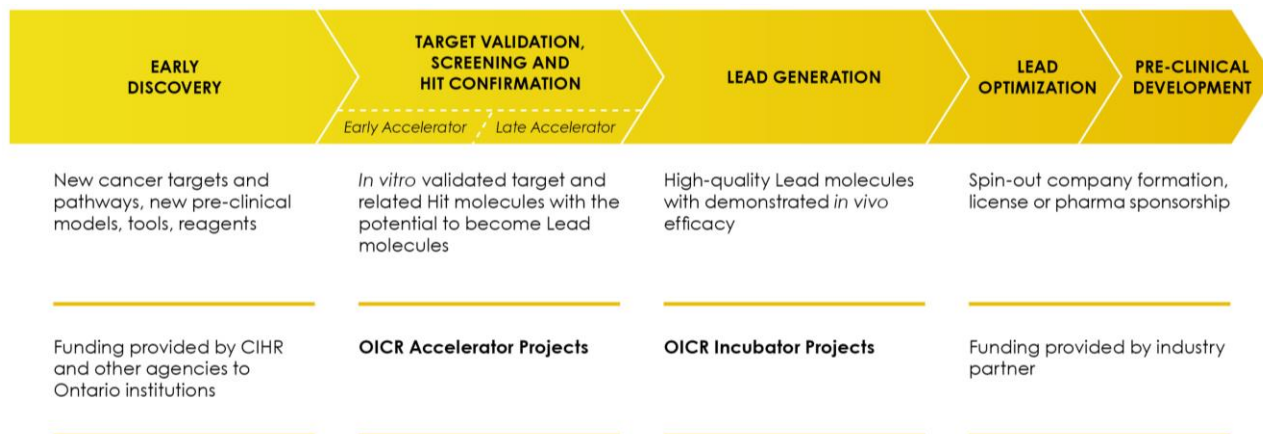 EARLY
DISCOVERY
TARGET VALIDATION,
SCREENING AND
HIT CONFIRMATION
Early Accelerator
Late Accelerator
LEAD GENERATION
LEAD
OPTIMIZATION
PRE-CLINICAL
DEVELOPMENT
New cancer targets and
pathways, new pre-clinical
models, tools, reagents
In vitro validated target and
related Hit molecules with the
potential to become Lead
molecules
High-quality Lead molecules
with demonstrated in vivo
efficacy
Spin-out company formation,
license or pharma sponsorship
Funding provided by CIHR
and other agencies to
Ontario institutions
OICR Accelerator Projects
OICR Incubator Projects
Funding provided by industry
partner